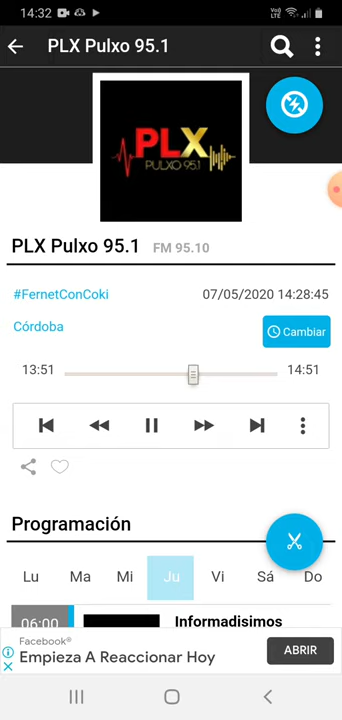 14:32
PLX Pulxo 95.1
PLX
PULXO 95.1
PLX Pulxo 95.1 FM 95.10
#FernetConCoki 07/05/2020 14:28:45
Córdoba
Cambiar
13:51 14:51
Programación
Lu Ma Mi Ju Vi Sá Do
06:00 Informadisimos
Facebook®
Empieza A Reaccionar Hoy
ABRIR